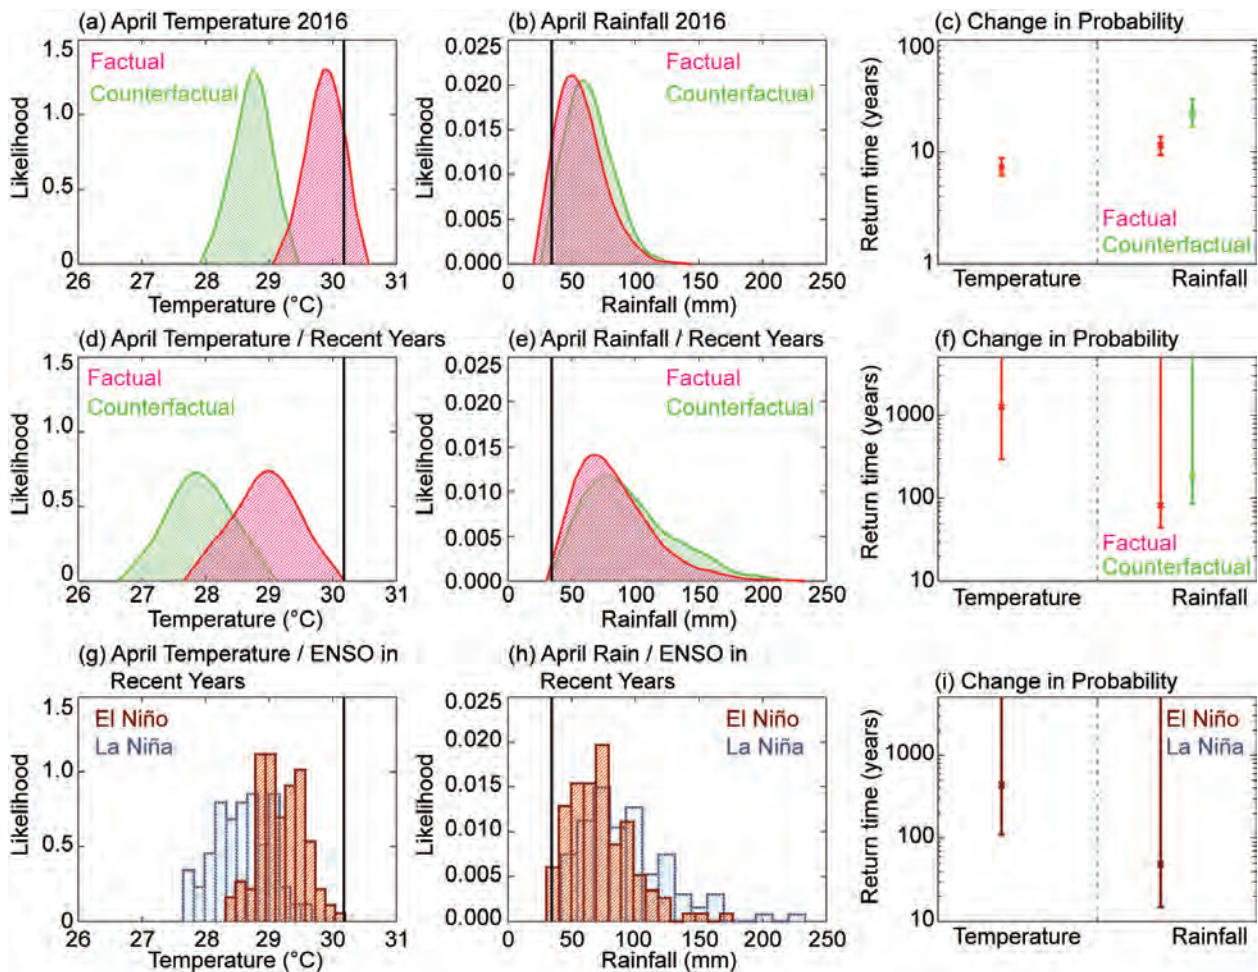 (a) April Temperature 2016
1.5
1.0
0.5
0
Likelihood
Factual
Counterfactual
26 27 28 29 30 31
Temperature (°C)
(b) April Rainfall 2016
0.025
0.020
0.015
0.010
0.005
0.000
Likelihood
Factual
Counterfactual
0 50 100 150 200 250
Rainfall (mm)
(c) Change in Probability
100
10
1
Return time (years)
Factual
Counterfactual
Temperature Rainfall
(d) April Temperature / Recent Years
1.5
1.0
0.5
0
Likelihood
Factual
Counterfactual
26 27 28 29 30 31
Temperature (°C)
(e) April Rainfall / Recent Years
0.025
0.020
0.015
0.010
0.005
0.000
Likelihood
Factual
Counterfactual
0 50 100 150 200 250
Rainfall (mm)
(f) Change in Probability
1000
100
10
Return time (years)
Factual
Counterfactual
Temperature Rainfall
(g) April Temperature / ENSO in
Recent Years
1.5
1.0
0.5
0
Likelihood
El Niño
La Niña
26 27 28 29 30 31
Temperature (°C)
(h) April Rain / ENSO in
Recent Years
0.025
0.020
0.015
0.010
0.005
0.000
Likelihood
El Niño
La Niña
0 50 100 150 200 250
Rainfall (mm)
(i) Change in Probability
1000
100
10
Return time (years)
El Niño
La Niña
Temperature Rainfall